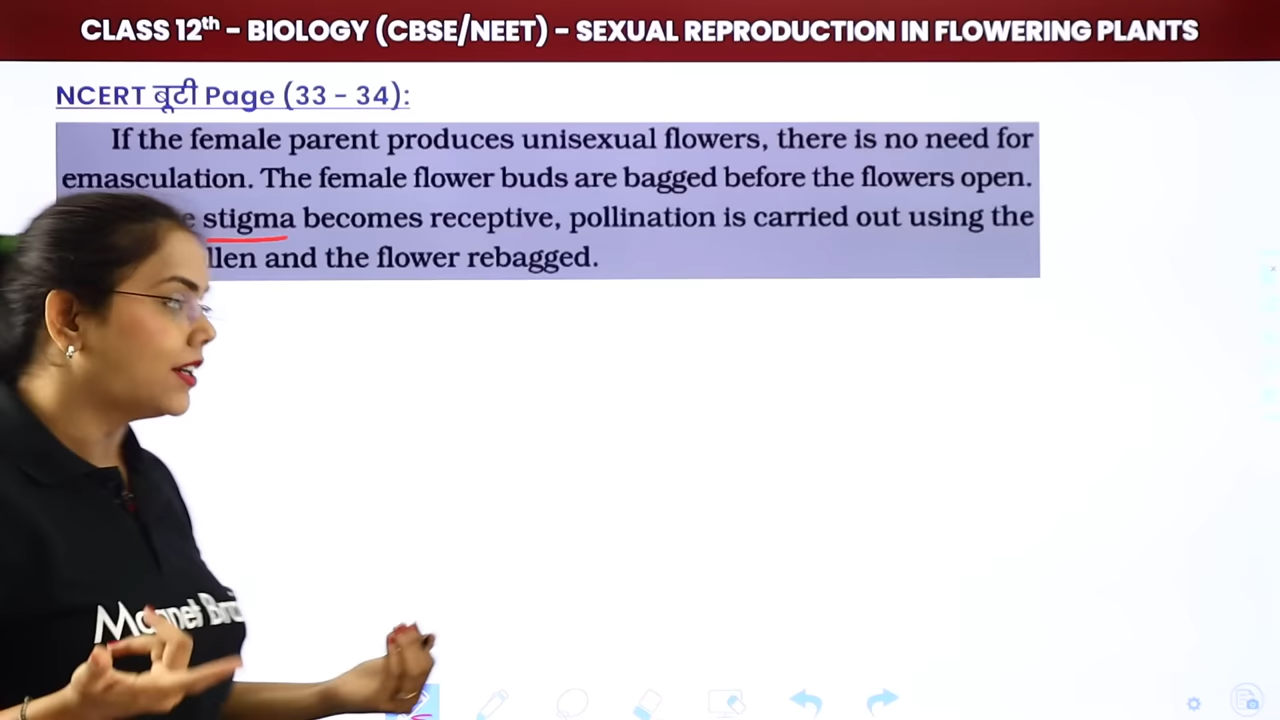 CLASS 12th - BIOLOGY (CBSE/NEET) - SEXUAL REPRODUCTION IN FLOWERING PLANTS
NCERT बूटी Page (33 - 34):
If the female parent produces unisexual flowers, there is no need for
emasculation. The female flower buds are bagged before the flowers open.
stigma becomes receptive, pollination is carried out using the
llen and the flower rebagged.